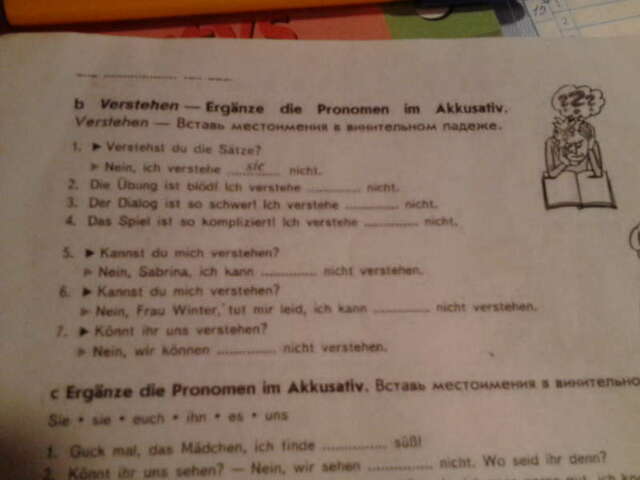 b Verstehen — Ergänze die Pronomen im Akkusativ.
Verstehen — Вставь местоимения в винительном падеже.
1. ▶ Verstehst du die Sätze?
▶ Nein, ich verstehe ...sie... nicht.
2. Die Übung ist blöd! Ich verstehe ............ nicht.
3. Der Dialog ist so schwer! Ich verstehe ............ nicht.
4. Das Spiel ist so kompliziert! Ich verstehe ............ nicht.
5. ▶ Kannst du mich verstehen?
▶ Nein, Sabrina, ich kann ............ nicht verstehen.
6. ▶ Kannst du mich verstehen?
▶ Nein, Frau Winter, tut mir leid, ich kann ............ nicht verstehen.
7. ▶ Könnt ihr uns verstehen?
▶ Nein, wir können ............ nicht verstehen.
c Ergänze die Pronomen im Akkusativ. Вставь местоимения в
Sie • sie • euch • ihn • es • uns
1. Guck mal, das Mädchen, ich finde ............ süß!
2. Könnt ihr uns sehen? — Nein, wir sehen ............ nicht. Wo seid ihr denn?